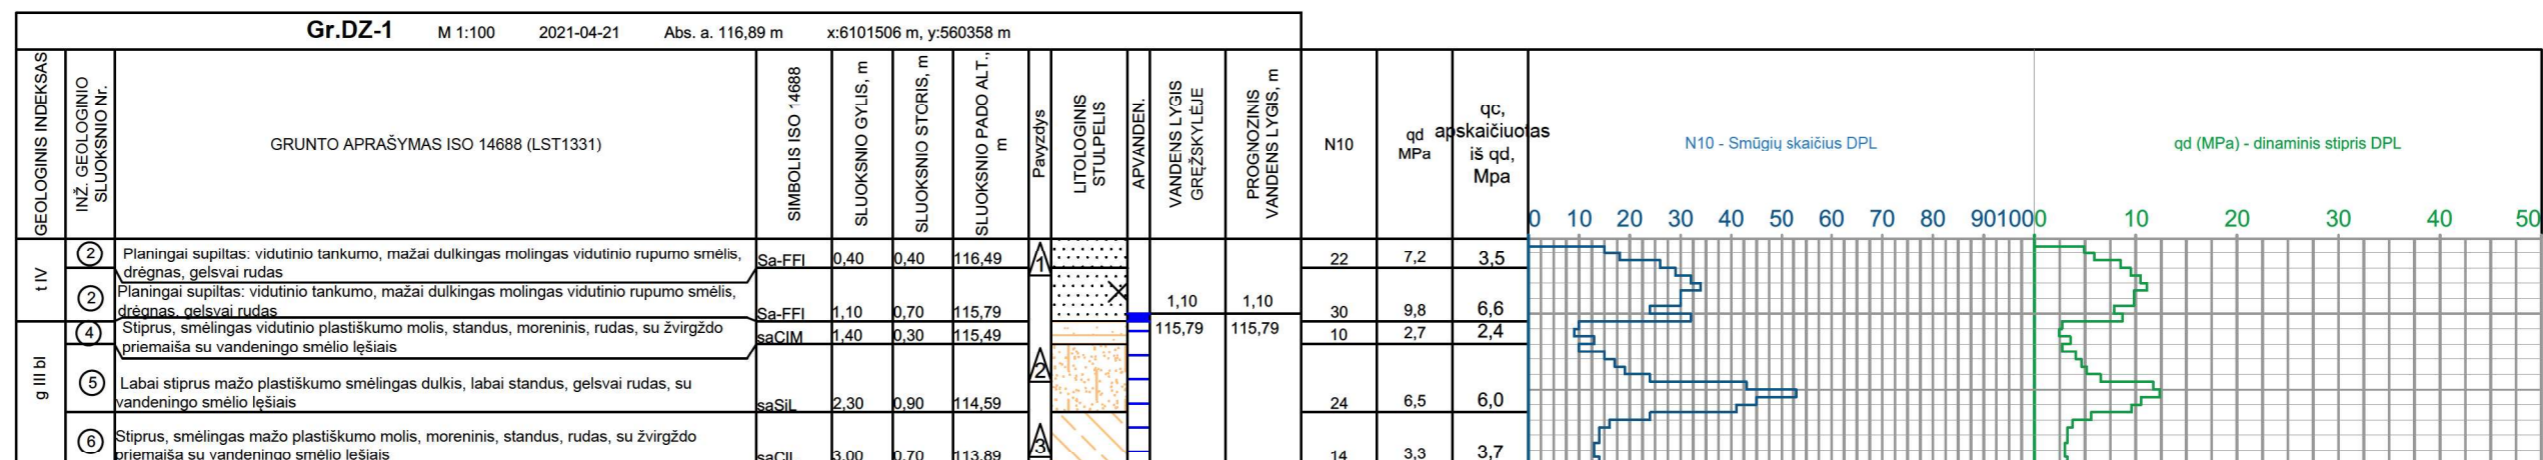 Gr.DZ-1 M 1:100 2021-04-21 Abs. a. 116,89 m x:6101506 m, y:560358 m
GEOLOGINIS INDEKSAS
INŽ. GEOLOGINIO
SLUOKSNIO Nr.
GRUNTO APRAŠYMAS ISO 14688 (LST1331)
SIMBOLIS ISO 14688
SLUOKSNIO GYLIS, m
SLUOKSNIO STORIS, m
SLUOKSNIO PADO ALT.,
m
Pavyzdys
LITOLOGINIS
STULPELIS
APVANDEN.
VANDENS LYGIS
GRĘŽSKYLĖJE
PROGNOZINIS
VANDENS LYGIS, m
N10
qd
MPa
qc,
apskaičiuotas
iš qd,
Mpa
N10 - Smūgių skaičius DPL
0 10 20 30 40 50 60 70 80 90 100
qd (MPa) - dinaminis stipris DPL
0 10 20 30 40 50
t IV
2
Planingai supiltas: vidutinio tankumo, mažai dulkingas molingas vidutinio rupumo smėlis,
drėgnas, gelsvai rudas
Sa-FFI 0,40 0,40 116,49 1 22 7,2 3,5
2
Planingai supiltas: vidutinio tankumo, mažai dulkingas molingas vidutinio rupumo smėlis,
drėgnas, gelsvai rudas
Sa-FFI 1,10 0,70 115,79 1,10 1,10 30 9,8 6,6
115,79 115,79
g III bl
4
Stiprus, smėlingas vidutinio plastiškumo molis, standus, moreninis, rudas, su žvirgždo
priemaiša su vandeningo smėlio lęšiais
saCIM 1,40 0,30 115,49 10 2,7 2,4
5
Labai stiprus mažo plastiškumo smėlingas dulkis, labai standus, gelsvai rudas, su
vandeningo smėlio lęšiais
saSiL 2,30 0,90 114,59 2 24 6,5 6,0
6
Stiprus, smėlingas mažo plastiškumo molis, moreninis, standus, rudas, su žvirgždo
priemaiša su vandeningo smėlio lęšiais
saCIL 3,00 0,70 113,89 3 14 3,3 3,7